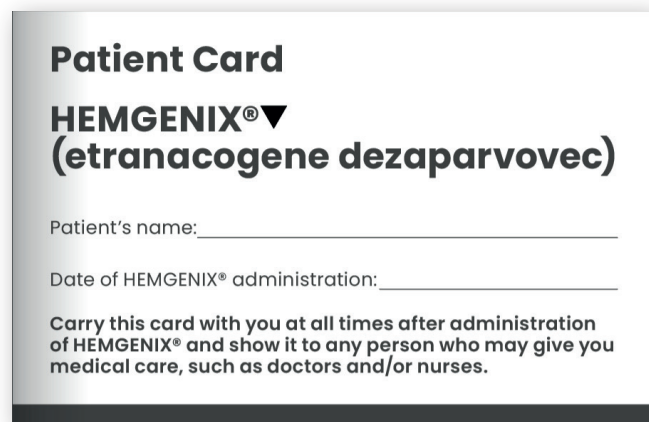 Patient Card
HEMGENIX®▼
(etranacogene dezaparvovec)
Patient's name:
Date of HEMGENIX® administration:
Carry this card with you at all times after administration
of HEMGENIX® and show it to any person who may give you
medical care, such as doctors and/or nurses.